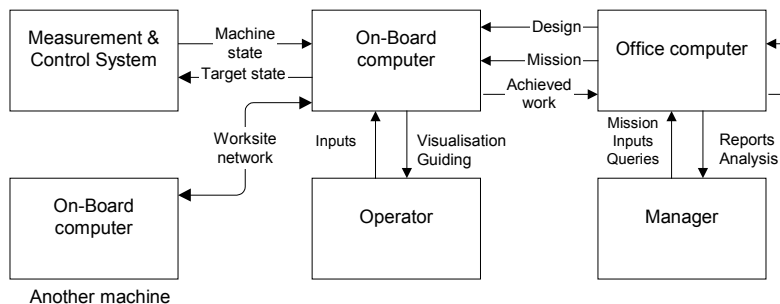 Measurement &
Control System
Machine
state
Target state
On-Board
computer
Design
Mission
Achieved
work
Office computer
Worksite
network
Inputs
Visualisation
Guiding
Mission
Inputs
Queries
Reports
Analysis
On-Board
computer
Operator
Manager
Another machine